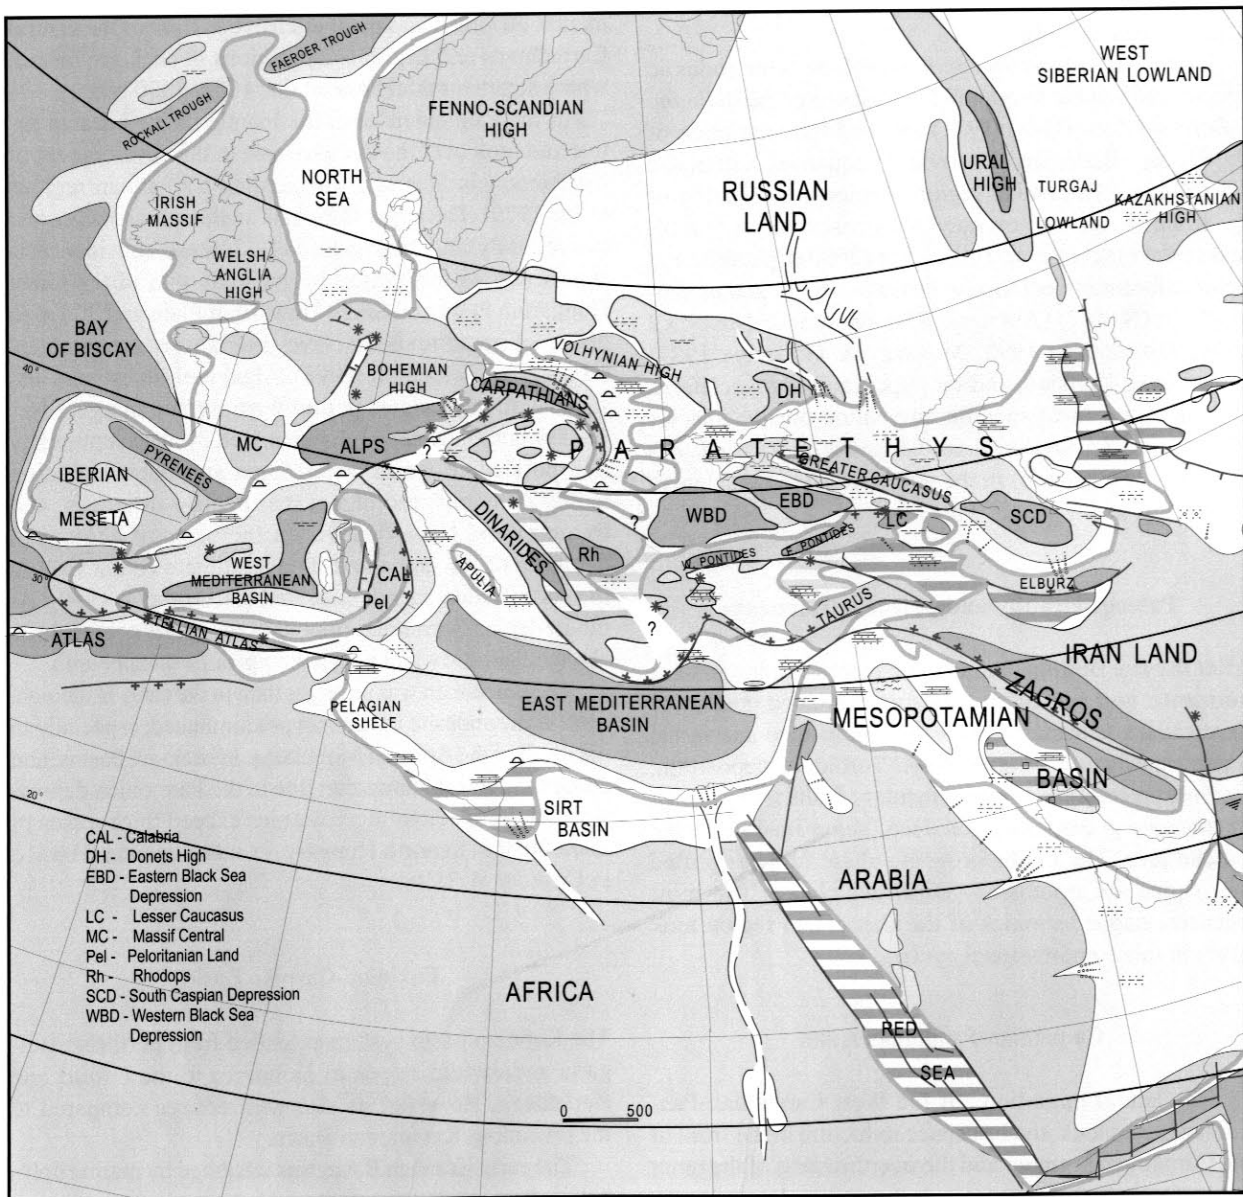 FAEROER TROUGH
ROCKALL TROUGH
FENNO-SCANDIAN
HIGH
WEST
SIBERIAN LOWLAND
NORTH
SEA
IRISH
MASSIF
RUSSIAN
LAND
URAL
HIGH
TURGAJ
LOWLAND
KAZAKHSTANIAN
HIGH
WELSH-
ANGLIA
HIGH
BAY
OF BISCAY
40°
BOHEMIAN
HIGH
VOLHYNIAN HIGH
CARPATHIANS
DH
MC
ALPS
?
PARATETHYS
PYRENEES
IBERIAN
MESETA
GREATER CAUCASUS
EBD
WBD
LC
SCD
DINARIDES
?
Rh
W. PONTIDES
E. PONTIDES
WEST
MEDITERRANEAN
BASIN
CAL
Pel
APULIA
ELBURZ
30°
TAURUS
?
ATLAS
TELLIAN ATLAS
IRAN LAND
ZAGROS
PELAGIAN
SHELF
EAST MEDITERRANEAN
BASIN
MESOPOTAMIAN
BASIN
20°
SIRT
BASIN
ARABIA
AFRICA
RED
SEA
CAL - Calabria
DH - Donets High
EBD - Eastern Black Sea
Depression
LC - Lesser Caucasus
MC - Massif Central
Pel - Peloritanian Land
Rh - Rhodops
SCD - South Caspian Depression
WBD - Western Black Sea
Depression
0 500